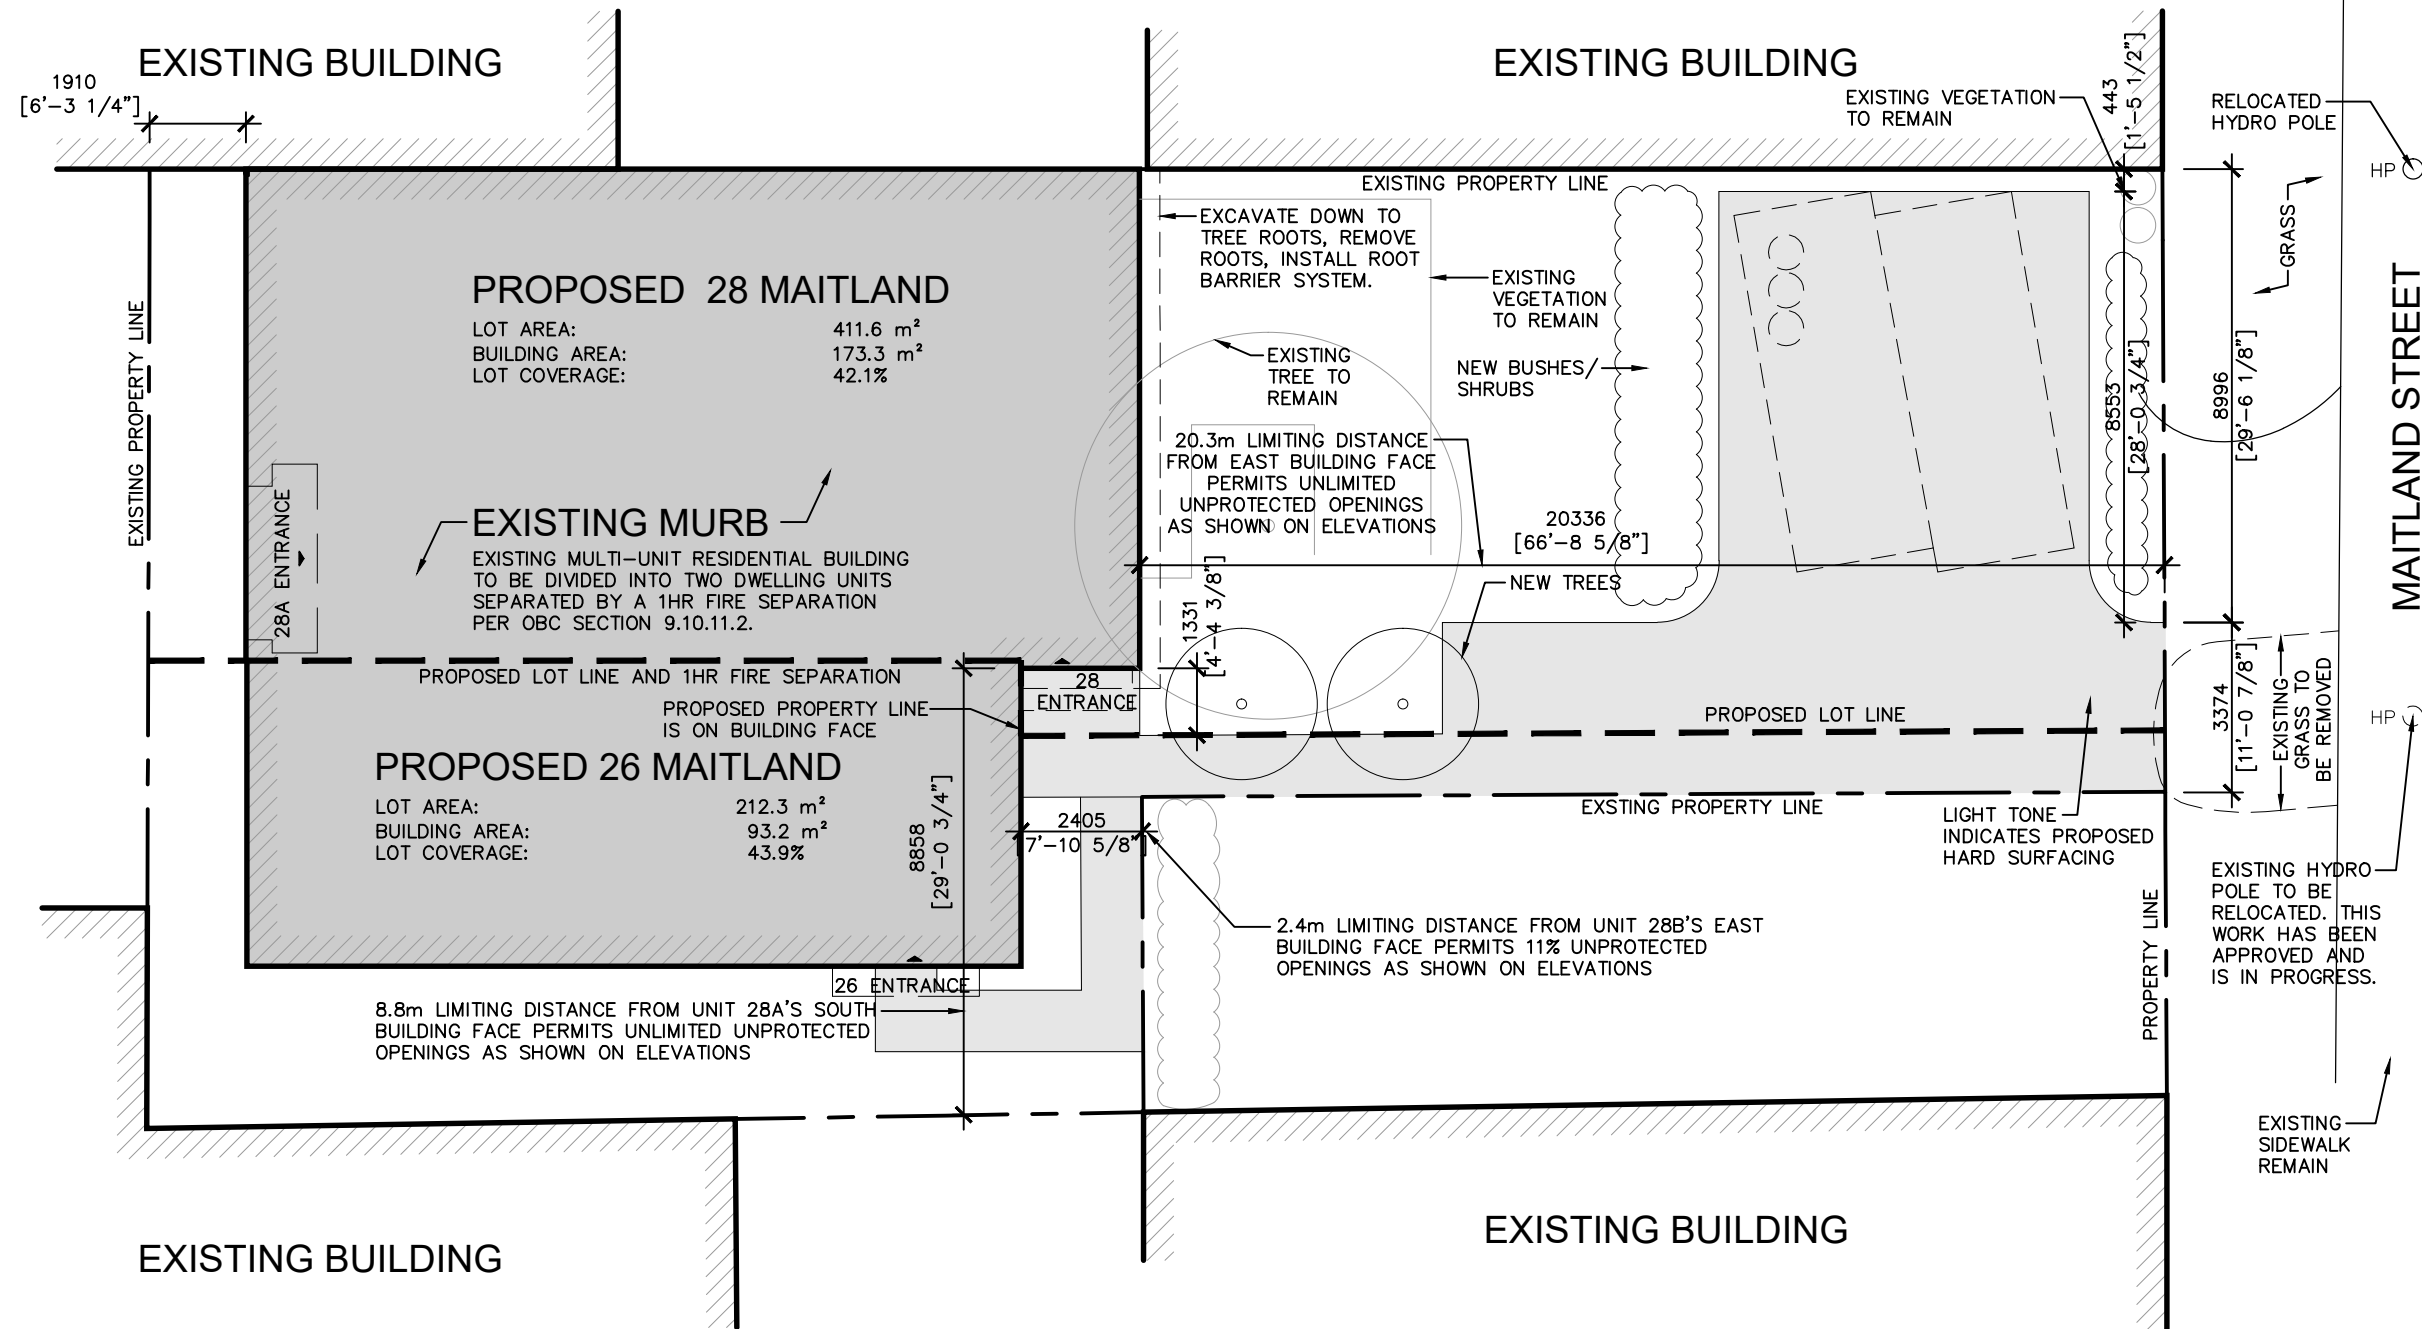 EXISTING BUILDING
EXISTING BUILDING
1910
[6'-3 1/4"]
443
[1'-5 1/2"]
EXISTING VEGETATION
TO REMAIN
RELOCATED
HYDRO POLE
HP
GRASS
MAITLAND STREET
EXISTING PROPERTY LINE
EXISTING PROPERTY LINE
EXCAVATE DOWN TO
TREE ROOTS, REMOVE
ROOTS, INSTALL ROOT
BARRIER SYSTEM.
EXISTING
VEGETATION
TO REMAIN
PROPOSED 28 MAITLAND
LOT AREA: 411.6 m²
BUILDING AREA: 173.3 m²
LOT COVERAGE: 42.1%
EXISTING
TREE TO
REMAIN
NEW BUSHES/
SHRUBS
8553
[28'-0 3/4"]
8996
[29'-6 1/8"]
20.3m LIMITING DISTANCE
FROM EAST BUILDING FACE
PERMITS UNLIMITED
UNPROTECTED OPENINGS
AS SHOWN ON ELEVATIONS
20336
[66'-8 5/8"]
28A ENTRANCE
EXISTING MURB
EXISTING MULTI-UNIT RESIDENTIAL BUILDING
TO BE DIVIDED INTO TWO DWELLING UNITS
SEPARATED BY A 1HR FIRE SEPARATION
PER OBC SECTION 9.10.11.2.
NEW TREES
1331
[4'-4 3/8"]
PROPOSED LOT LINE AND 1HR FIRE SEPARATION
28
ENTRANCE
PROPOSED PROPERTY LINE
IS ON BUILDING FACE
PROPOSED LOT LINE
3374
[11'-0 7/8"]
EXISTING
GRASS TO
BE REMOVED
HP
PROPOSED 26 MAITLAND
LOT AREA: 212.3 m²
BUILDING AREA: 93.2 m²
LOT COVERAGE: 43.9%
8858
[29'-0 3/4"]
2405
7'-10 5/8"
EXSTING PROPERTY LINE
LIGHT TONE
INDICATES PROPOSED
HARD SURFACING
EXISTING HYDRO
POLE TO BE
RELOCATED. THIS
WORK HAS BEEN
APPROVED AND
IS IN PROGRESS.
PROPERTY LINE
2.4m LIMITING DISTANCE FROM UNIT 28B'S EAST
BUILDING FACE PERMITS 11% UNPROTECTED
OPENINGS AS SHOWN ON ELEVATIONS
26 ENTRANCE
8.8m LIMITING DISTANCE FROM UNIT 28A'S SOUTH
BUILDING FACE PERMITS UNLIMITED UNPROTECTED
OPENINGS AS SHOWN ON ELEVATIONS
EXISTING
SIDEWALK
REMAIN
EXISTING BUILDING
EXISTING BUILDING